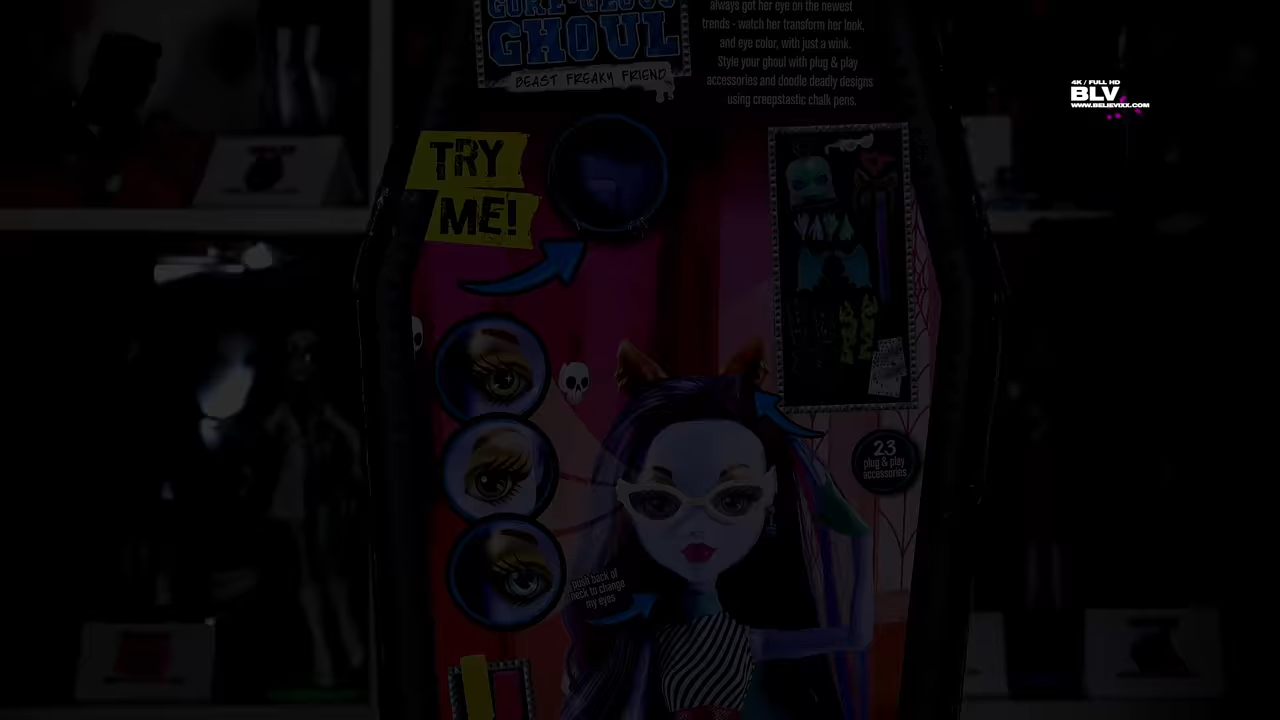 GORE-GEOUS
GHOUL
BEAST FREAKY FRIEND
always got her eye on the newest
trends - watch her transform her look,
and eye color, with just a wink.
Style your ghoul with plug & play
accessories and doodle deadly designs
using creepstastic chalk pens.
4K / FULL HD
BLV
WWW.BELIEVIXX.COM
TRY
ME!
23
plug & play
accessories
push back of
neck to change
my eyes